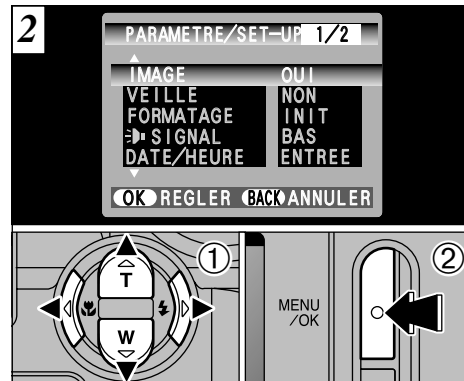 2
PARAMETRE/SET-UP 1/2
IMAGE OUI
VEILLE NON
FORMATAGE INIT
SIGNAL BAS
DATE/HEURE ENTREE
OK REGLER BACK ANNULER
①
T
W
②
MENU
/OK